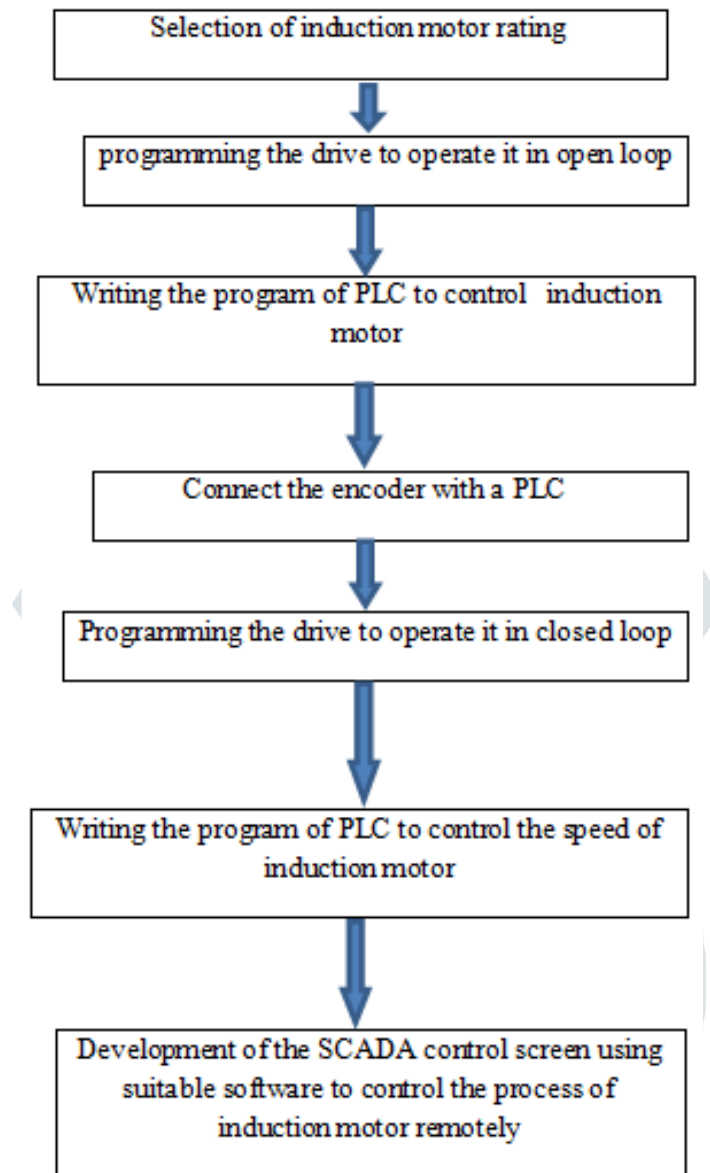 Selection of induction motor rating
programming the drive to operate it in open loop
Writing the program of PLC to control induction
motor
Connect the encoder with a PLC
Programming the drive to operate it in closed loop
Writing the program of PLC to control the speed of
induction motor
Development of the SCADA control screen using
suitable software to control the process of
induction motor remotely